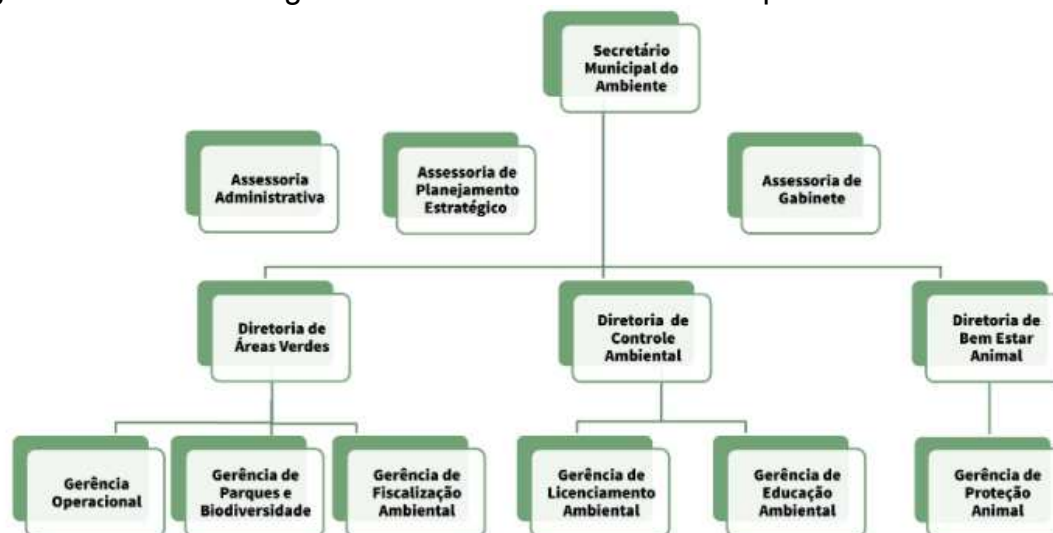 Secretário
Municipal do
Ambiente
Assessoria
Administrativa
Assessoria de
Planejamento
Estratégico
Assessoria de
Gabinete
Diretoria de
Áreas Verdes
Diretoria de
Controle
Ambiental
Diretoria de
Bem Estar
Animal
Gerência
Operacional
Gerência de
Parques e
Biodiversidade
Gerência de
Fiscalização
Ambiental
Gerência de
Licenciamento
Ambiental
Gerência de
Educação
Ambiental
Gerência de
Proteção
Animal